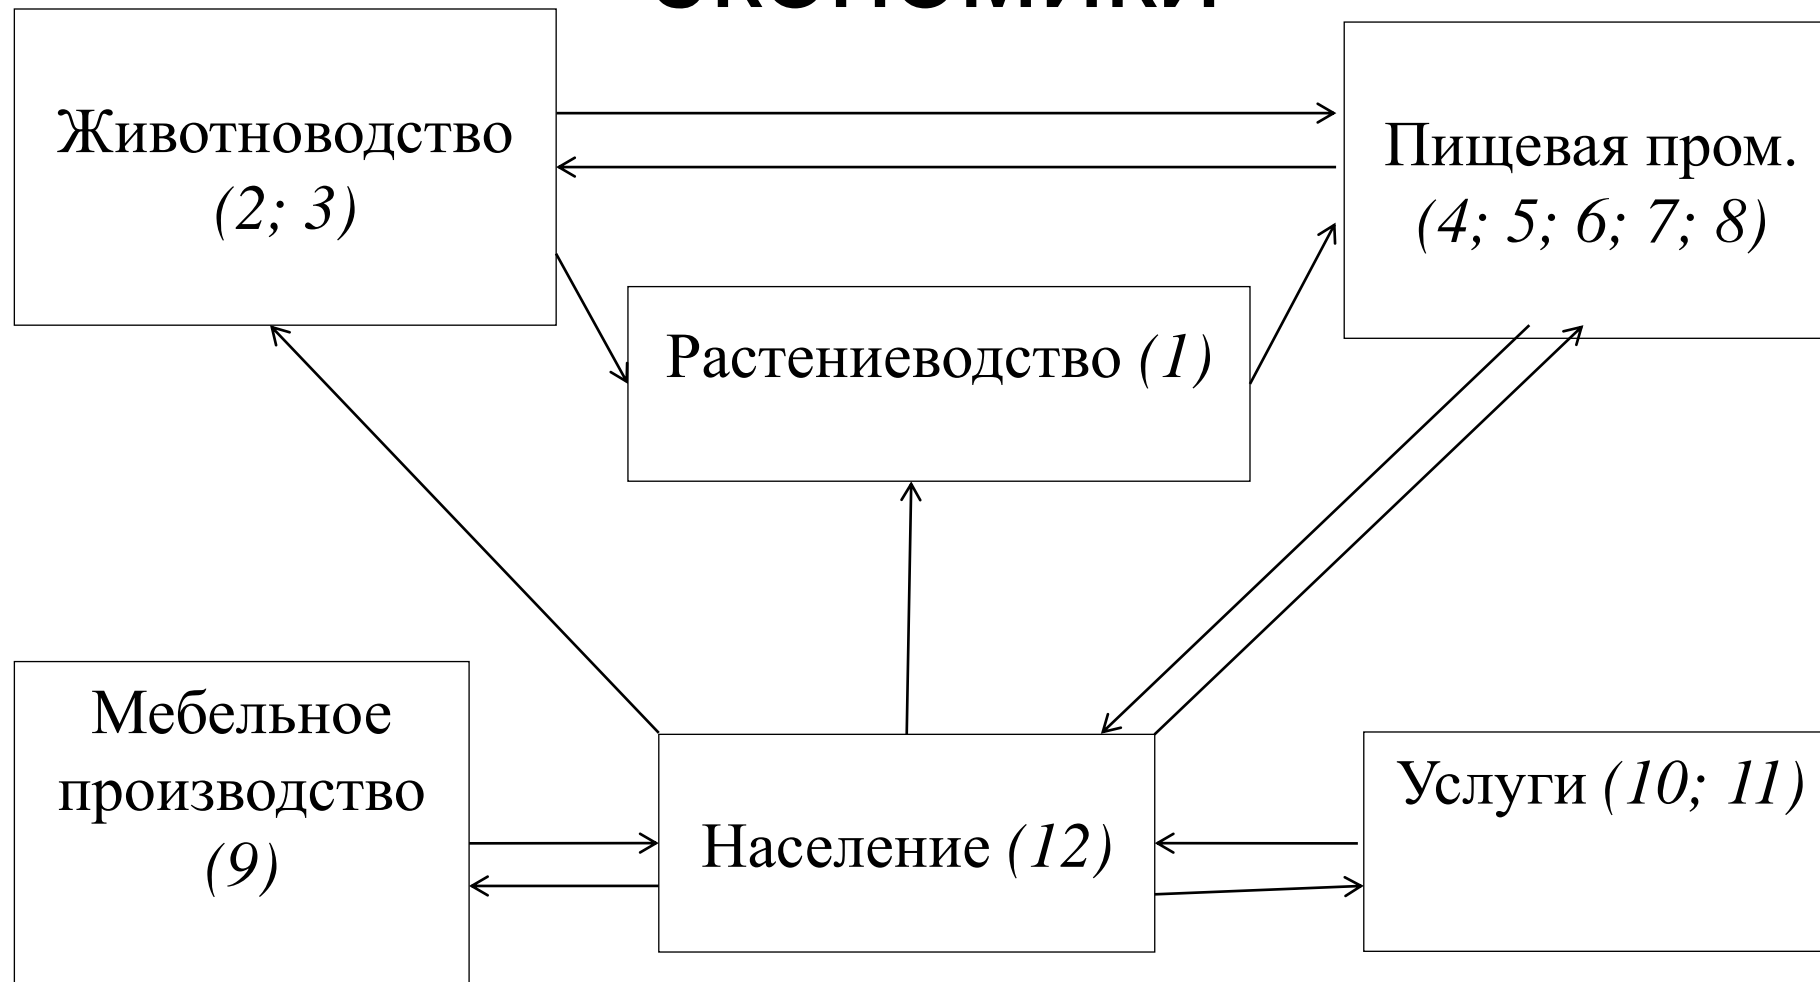 экономики
Животноводство
(2; 3)
Пищевая пром.
(4; 5; 6; 7; 8)
Растениеводство (1)
Мебельное
производство
(9)
Население (12)
Услуги (10; 11)